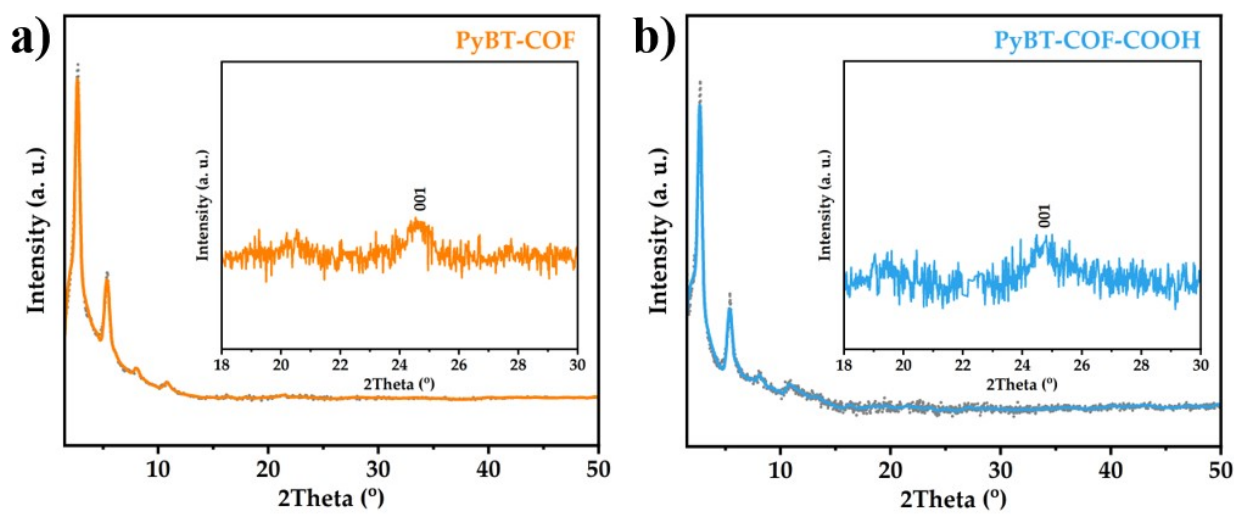 a)
PyBT-COF
Intensity (a. u.)
Intensity (a. u.)
001
18 20 22 24 26 28 30
2Theta (°)
10 20 30 40 50
2Theta (°)
b)
PyBT-COF-COOH
Intensity (a. u.)
Intensity (a. u.)
001
18 20 22 24 26 28 30
2Theta (°)
10 20 30 40 50
2Theta (°)